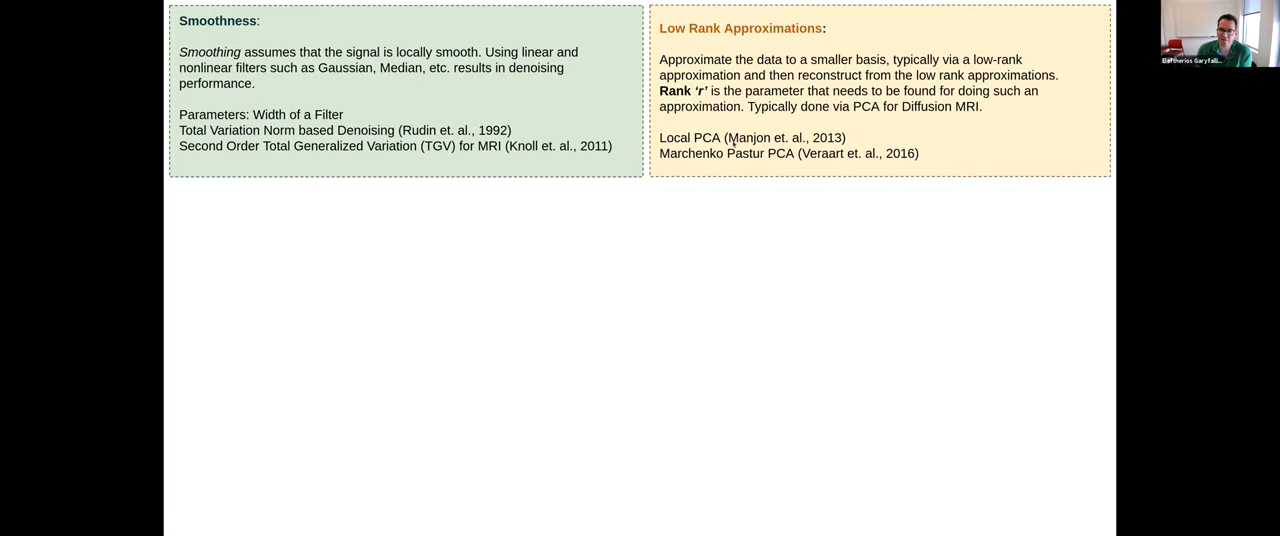 Smoothness:
Smoothing assumes that the signal is locally smooth. Using linear and
nonlinear filters such as Gaussian, Median, etc. results in denoising
performance.
Parameters: Width of a Filter
Total Variation Norm based Denoising (Rudin et. al., 1992)
Second Order Total Generalized Variation (TGV) for MRI (Knoll et. al., 2011)
Low Rank Approximations:
Approximate the data to a smaller basis, typically via a low-rank
approximation and then reconstruct from the low rank approximations.
Rank ‘r’ is the parameter that needs to be found for doing such an
approximation. Typically done via PCA for Diffusion MRI.
Local PCA (Manjon et. al., 2013)
Marchenko Pastur PCA (Veraart et. al., 2016)
Eleftherios Garyfalli...